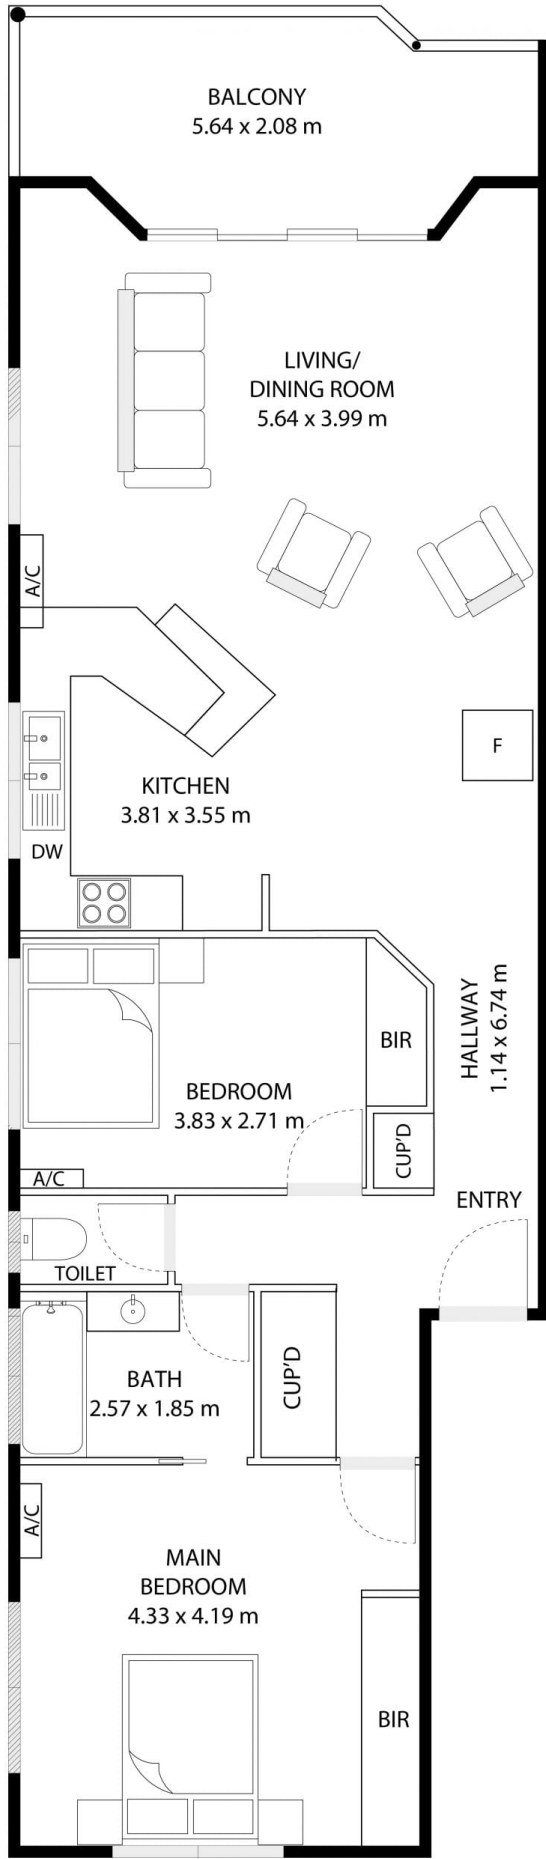 BALCONY
5.64 x 2.08 m
LIVING/
DINING ROOM
5.64 x 3.99 m
A/C
F
KITCHEN
3.81 x 3.55 m
DW
HALLWAY
1.14 x 6.74 m
BIR
BEDROOM
3.83 x 2.71 m
CUP'D
A/C
ENTRY
TOILET
CUP'D
BATH
2.57 x 1.85 m
A/C
MAIN
BEDROOM
4.33 x 4.19 m
BIR